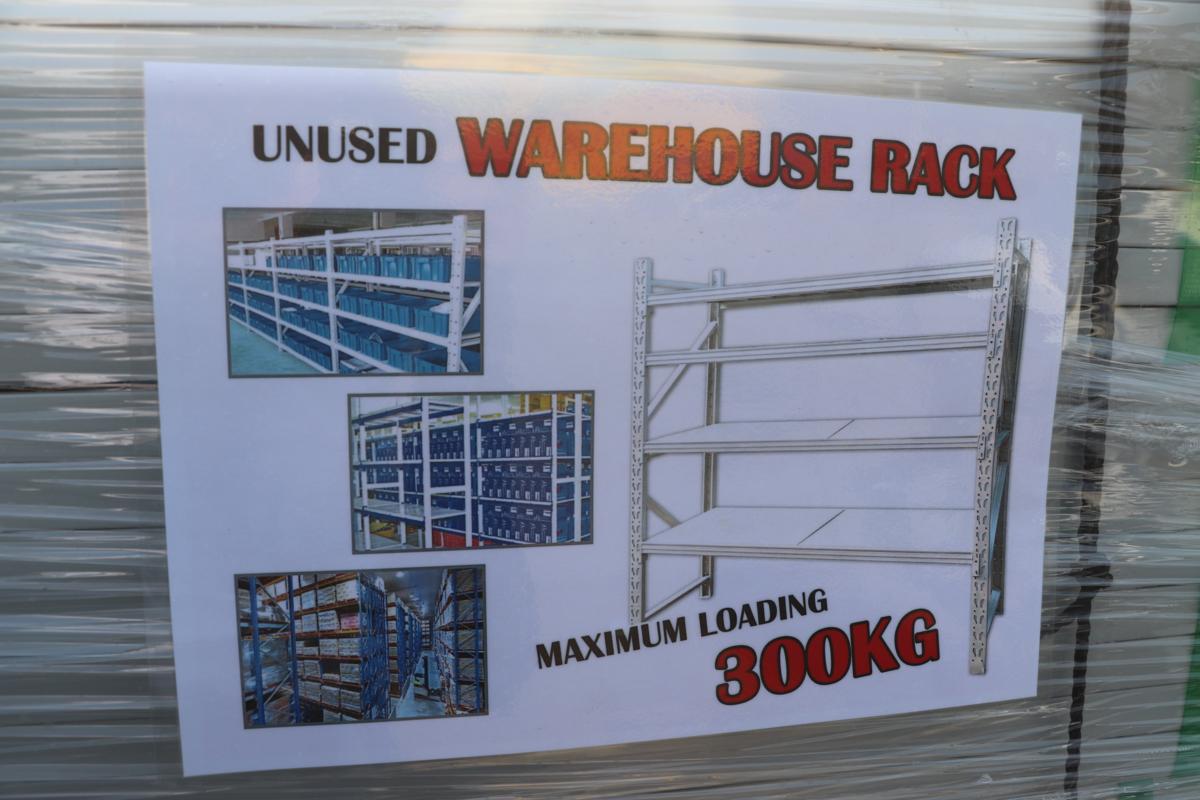 UNUSED WAREHOUSE RACK
MAXIMUM LOADING
300KG